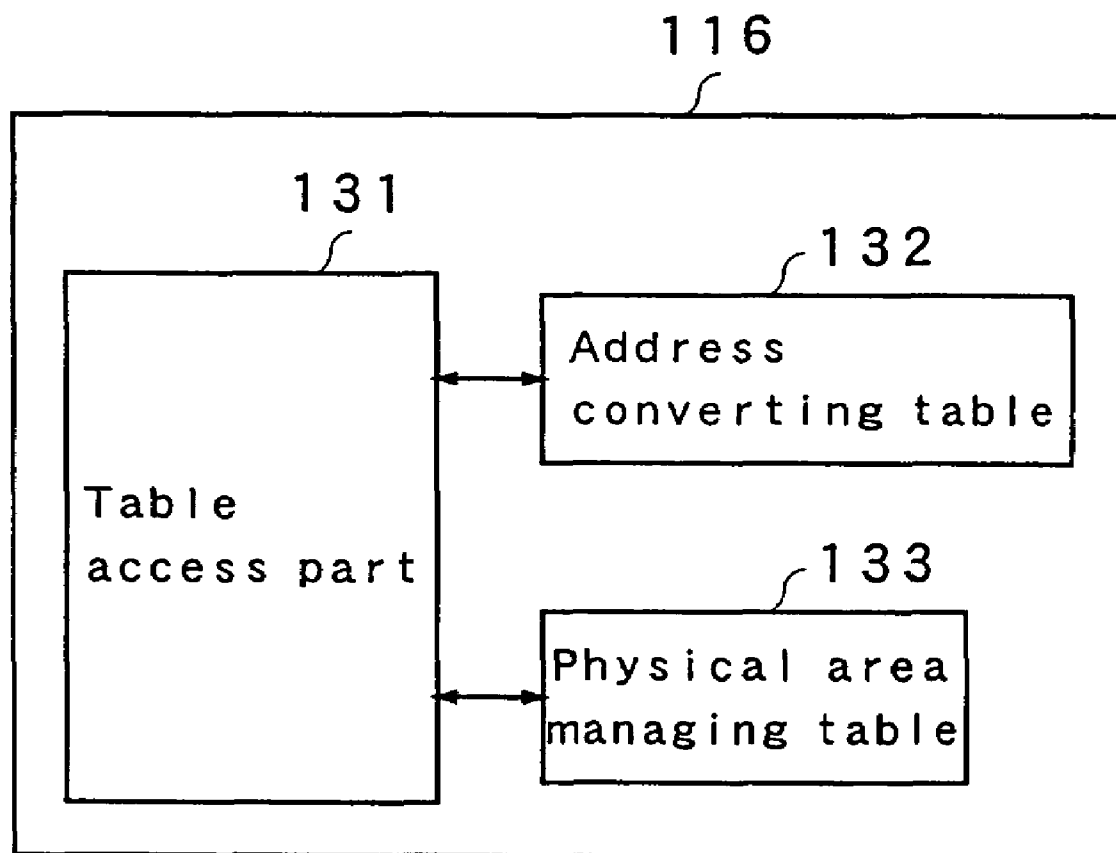 116
131
132
Address
converting table
Table
access part
133
Physical area
managing table